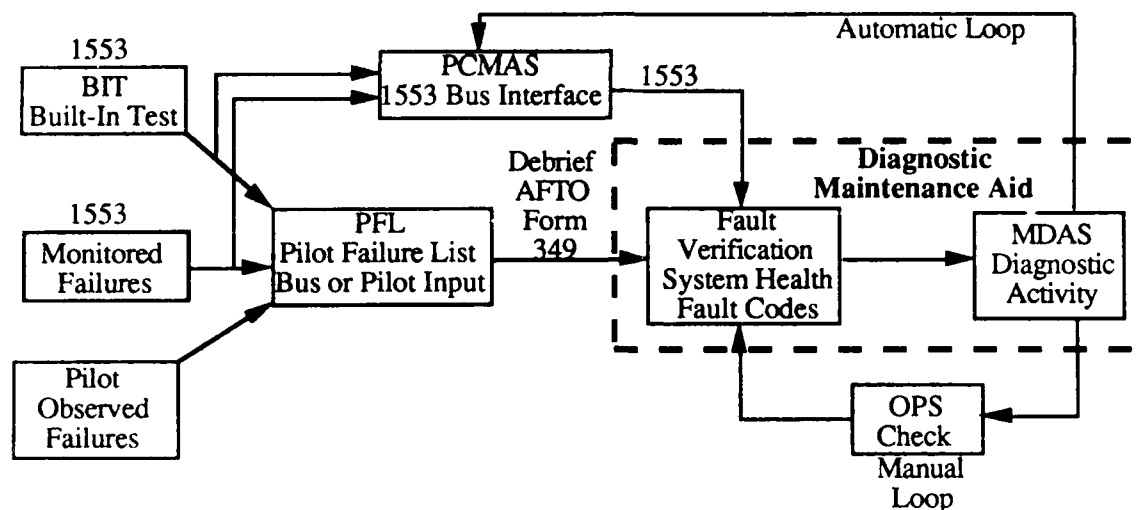 Automatic Loop
1553
BIT
Built-In Test
PCMAS
1553 Bus Interface
1553
Debrief
AFTO
Form
349
Diagnostic
Maintenance Aid
1553
Monitored
Failures
PFL
Pilot Failure List
Bus or Pilot Input
Fault
Verification
System Health
Fault Codes
MDAS
Diagnostic
Activity
Pilot
Observed
Failures
OPS
Check
Manual
Loop